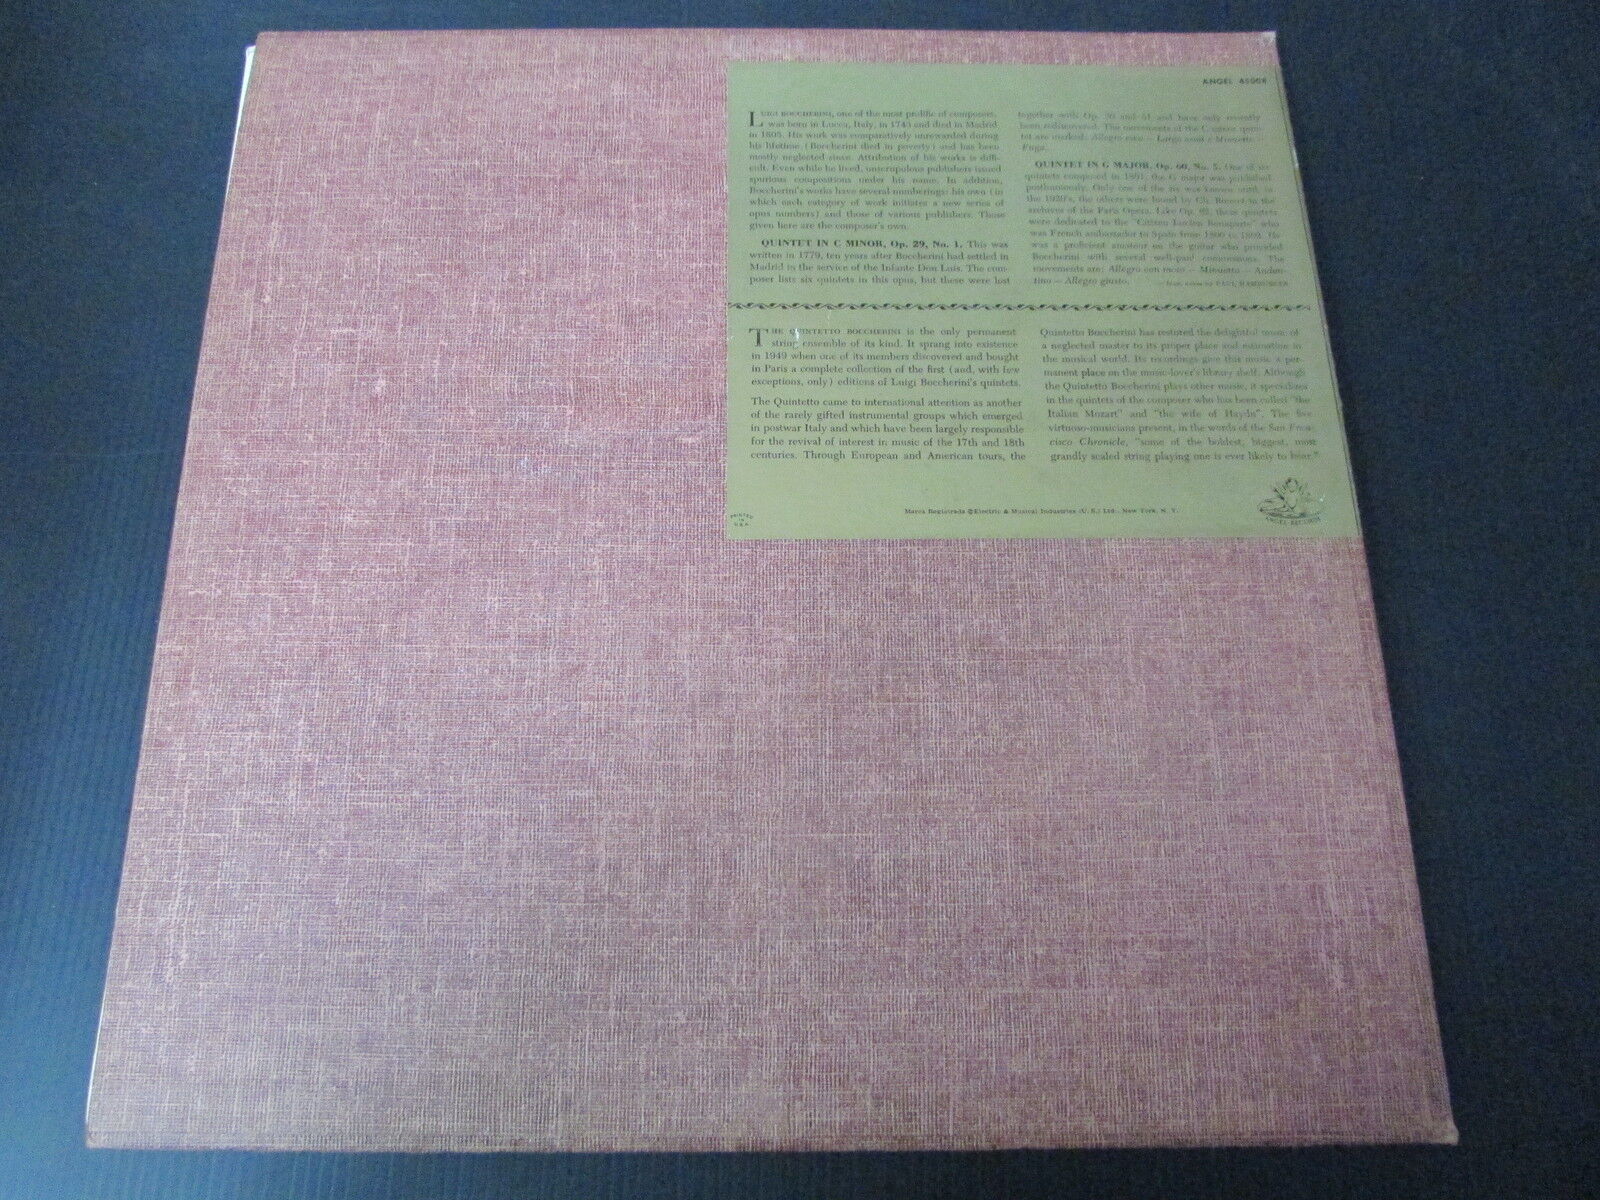 ANGEL 45008
LUIGI BOCCHERINI, one of the most prolific of composers,
was born in Lucca, Italy, in 1743 and died in Madrid
in 1805. His work was comparatively unrewarded during
his lifetime (Boccherini died in poverty) and has been
mostly neglected since. Attribution of his works is diffi-
cult. Even while he lived, unscrupulous publishers issued
spurious compositions under his name. In addition,
Boccherini's works have several numberings: his own (in
which each category of work initiates a new series of
opus numbers) and those of various publishers. Those
given here are the composer's own.
QUINTET IN C MINOR, Op. 29, No. 1. This was
written in 1779, ten years after Boccherini had settled in
Madrid in the service of the Infante Don Luis. The com-
poser lists six quintets in this opus, but these were lost
together with Op. 30 and 31 and have only recently
been rediscovered. The movements of the C minor quin-
tet are marked: Allegro — Largo — Minuetto —
Fuga.
QUINTET IN G MAJOR, Op. 60, No. 5. One of six
quintets composed in 1801, the G major was published
posthumously. Only one of the six was known until in
the 1920's, the others were found by Ch. Bouvet in the
archives of the Paris Opera. Like Op. 62, these quintets
were dedicated to the "Citizen Lucien Bonaparte" who
was French ambassador to Spain from 1800 to 1802. He
was a proficient amateur on the guitar who provided
Boccherini with several well-paid commissions. The
movements are: Allegro con moto — Minuetto — Andan-
tino — Allegro giusto.
from notes by PAUL HAMBURGER
THE QUINTETTO BOCCHERINI is the only permanent
string ensemble of its kind. It sprang into existence
in 1949 when one of its members discovered and bought
in Paris a complete collection of the first (and, with few
exceptions, only) editions of Luigi Boccherini's quintets.
The Quintetto came to international attention as another
of the rarely gifted instrumental groups which emerged
in postwar Italy and which have been largely responsible
for the revival of interest in music of the 17th and 18th
centuries. Through European and American tours, the
Quintetto Boccherini has restored the delightful music of
a neglected master to its proper place and estimation in
the musical world. Its recordings give this music a per-
manent place on the music-lover's library shelf. Although
the Quintetto Boccherini plays other music, it specializes
in the quintets of the composer who has been called "the
Italian Mozart" and "the wife of Haydn". The five
virtuoso-musicians present, in the words of the San Fran-
cisco Chronicle, "some of the boldest, biggest, most
grandly scaled string playing one is ever likely to hear."
PRINTED
IN
U.S.A.
Marca Registrada ©Electric & Musical Industries (U. S.) Ltd., New York, N. Y.
ANGEL RECORDS